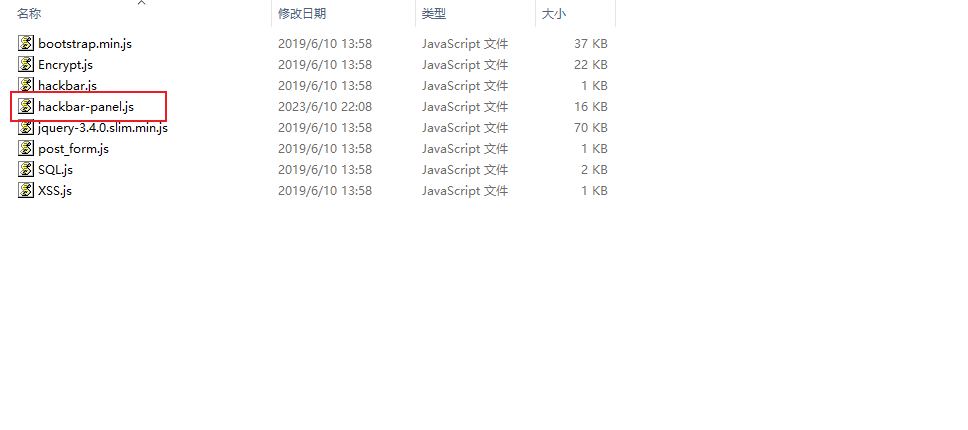 名称 修改日期 类型 大小
bootstrap.min.js 2019/6/10 13:58 JavaScript 文件 37 KB
Encrypt.js 2019/6/10 13:58 JavaScript 文件 22 KB
hackbar.js 2019/6/10 13:58 JavaScript 文件 1 KB
hackbar-panel.js 2023/6/10 22:08 JavaScript 文件 16 KB
jquery-3.4.0.slim.min.js 2019/6/10 13:58 JavaScript 文件 70 KB
post_form.js 2019/6/10 13:58 JavaScript 文件 1 KB
SQL.js 2019/6/10 13:58 JavaScript 文件 2 KB
XSS.js 2019/6/10 13:58 JavaScript 文件 1 KB